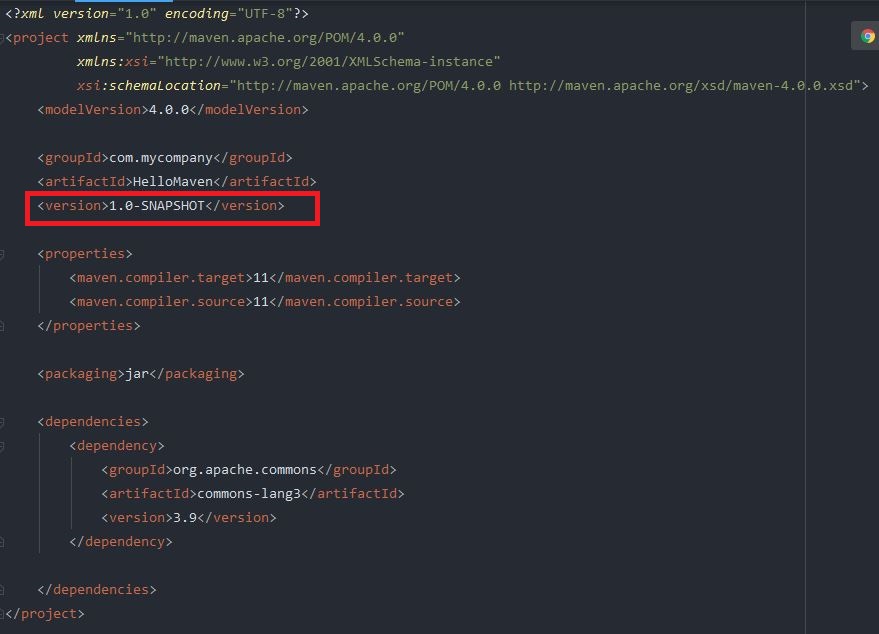 <?xml version="1.0" encoding="UTF-8"?>
<project xmlns="http://maven.apache.org/POM/4.0.0"
xmlns:xsi="http://www.w3.org/2001/XMLSchema-instance"
xsi:schemaLocation="http://maven.apache.org/POM/4.0.0 http://maven.apache.org/xsd/maven-4.0.0.xsd">
<modelVersion>4.0.0</modelVersion>
<groupId>com.mycompany</groupId>
<artifactId>HelloMaven</artifactId>
<version>1.0-SNAPSHOT</version>
<properties>
<maven.compiler.target>11</maven.compiler.target>
<maven.compiler.source>11</maven.compiler.source>
</properties>
<packaging>jar</packaging>
<dependencies>
<dependency>
<groupId>org.apache.commons</groupId>
<artifactId>commons-lang3</artifactId>
<version>3.9</version>
</dependency>
</dependencies>
</project>